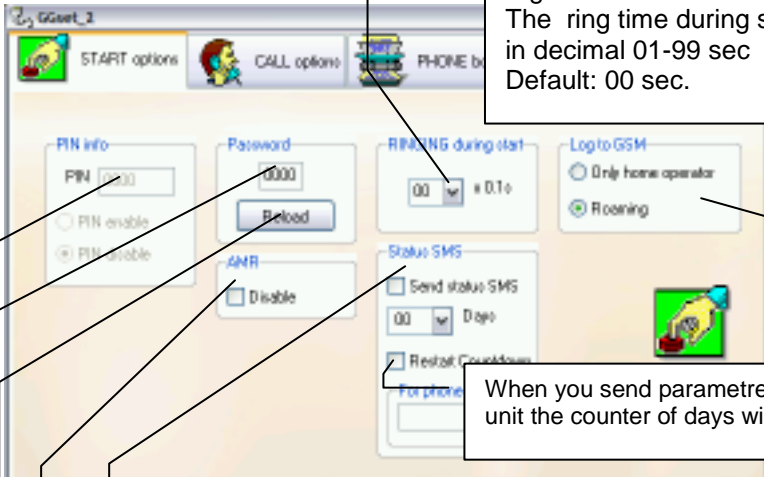 GGset_2
The ring time during s
in decimal 01-99 sec
Default: 00 sec.
START options
CALL options
PHONE bo
PIN info
PIN 0000
PIN enable
PIN disable
Password
0000
Reload
AMR
Disable
RINGING during start
00 x 0.1s
Log to GSM
Only home operator
Roaming
Status SMS
Send status SMS
00 Days
Restart Countdown
For phone
When you send parametre
unit the counter of days wi